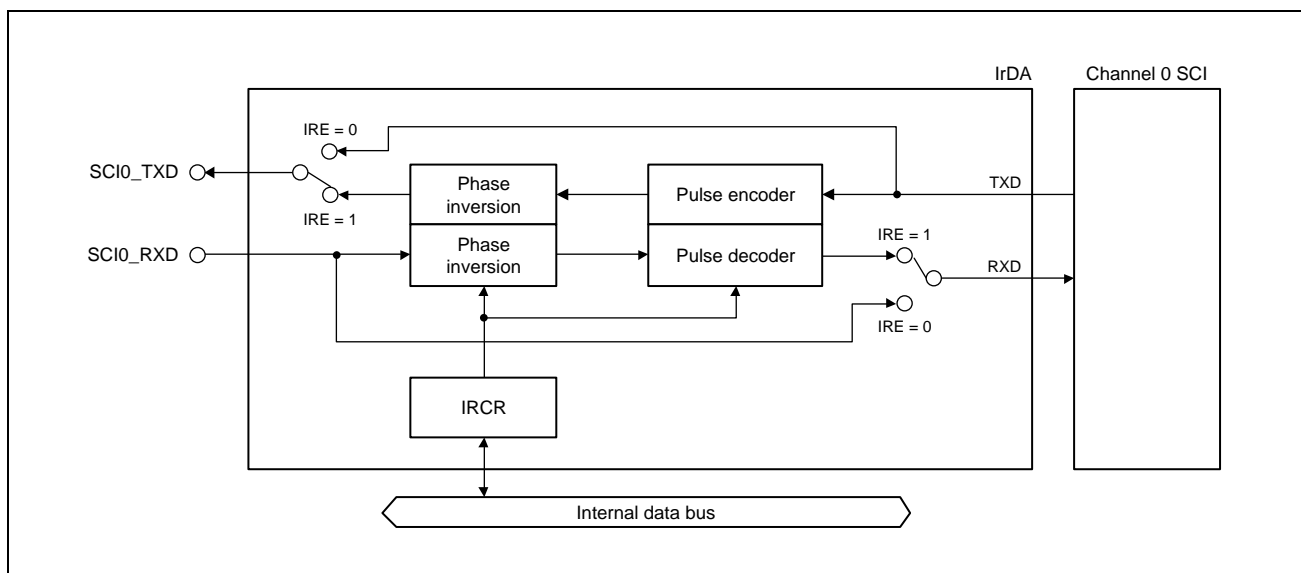 IrDA
Channel 0 SCI
IRE = 0
SCI0_TXD
Phase
inversion
Pulse encoder
TXD
IRE = 1
SCI0_RXD
Phase
inversion
Pulse decoder
IRE = 1
RXD
IRE = 0
IRCR
Internal data bus